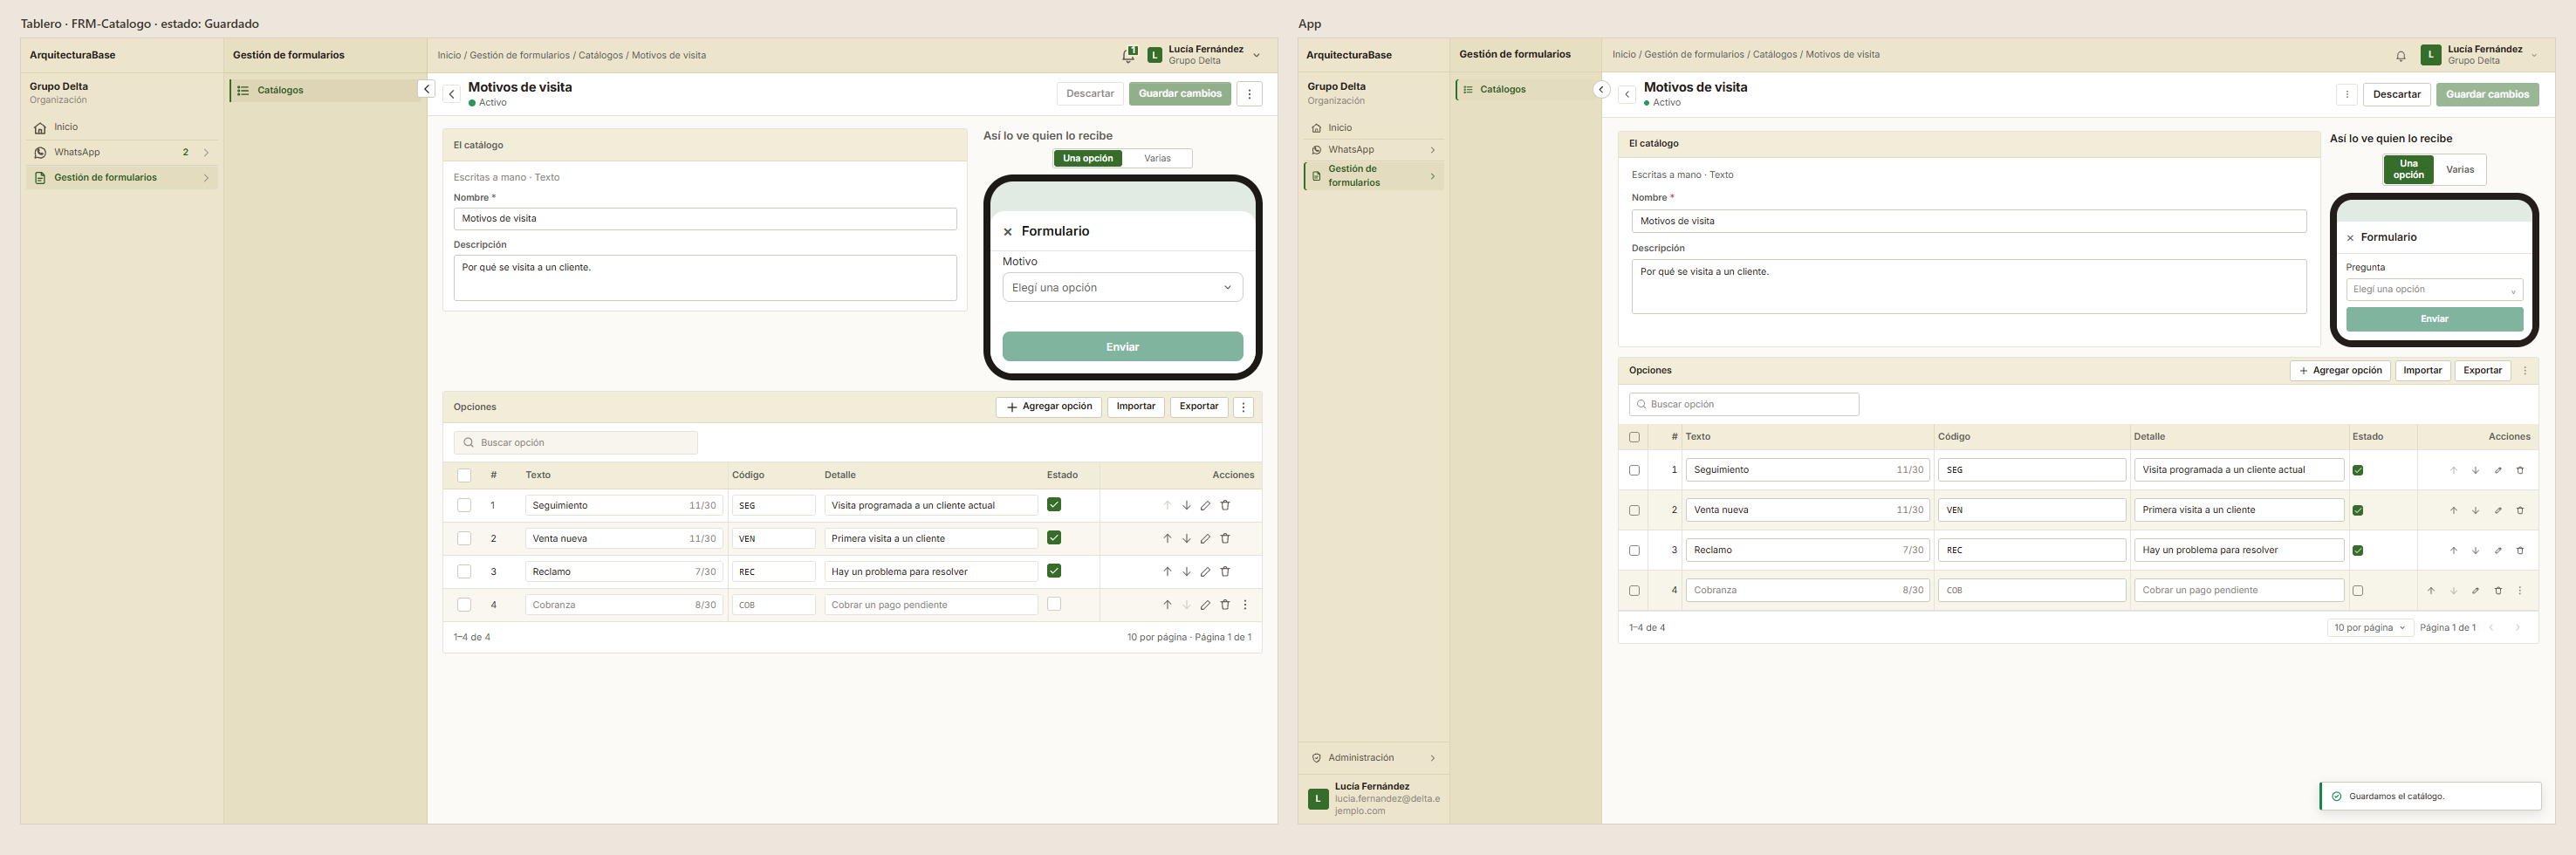 Tablero · FRM-Catalogo · estado: Guardado
ArquitecturaBase
Gestión de formularios
Inicio / Gestión de formularios / Catálogos / Motivos de visita
1
L
Lucía Fernández
Grupo Delta
Grupo Delta
Organización
Inicio
WhatsApp 2
Gestión de formularios
Catálogos
Motivos de visita
Activo
Descartar
Guardar cambios
El catálogo
Escritas a mano · Texto
Nombre *
Motivos de visita
Descripción
Por qué se visita a un cliente.
Así lo ve quien lo recibe
Una opción
Varias
Formulario
Motivo
Elegí una opción
Enviar
Opciones
Agregar opción
Importar
Exportar
Buscar opción
# Texto Código Detalle Estado Acciones
1 Seguimiento 11/30 SEG Visita programada a un cliente actual
2 Venta nueva 11/30 VEN Primera visita a un cliente
3 Reclamo 7/30 REC Hay un problema para resolver
4 Cobranza 8/30 COB Cobrar un pago pendiente
1–4 de 4
10 por página · Página 1 de 1
App
ArquitecturaBase
Gestión de formularios
Inicio / Gestión de formularios / Catálogos / Motivos de visita
L
Lucía Fernández
Grupo Delta
Grupo Delta
Organización
Inicio
WhatsApp
Gestión de
formularios
Catálogos
Motivos de visita
Activo
Descartar
Guardar cambios
El catálogo
Escritas a mano · Texto
Nombre *
Motivos de visita
Descripción
Por qué se visita a un cliente.
Así lo ve quien lo recibe
Una
opción
Varias
Formulario
Pregunta
Elegí una opción
Enviar
Opciones
Agregar opción
Importar
Exportar
Buscar opción
# Texto Código Detalle Estado Acciones
1 Seguimiento 11/30 SEG Visita programada a un cliente actual
2 Venta nueva 11/30 VEN Primera visita a un cliente
3 Reclamo 7/30 REC Hay un problema para resolver
4 Cobranza 8/30 COB Cobrar un pago pendiente
1–4 de 4
10 por página
Página 1 de 1
Administración
L
Lucía Fernández
lucia.fernandez@delta.e
jemplo.com
Guardamos el catálogo.